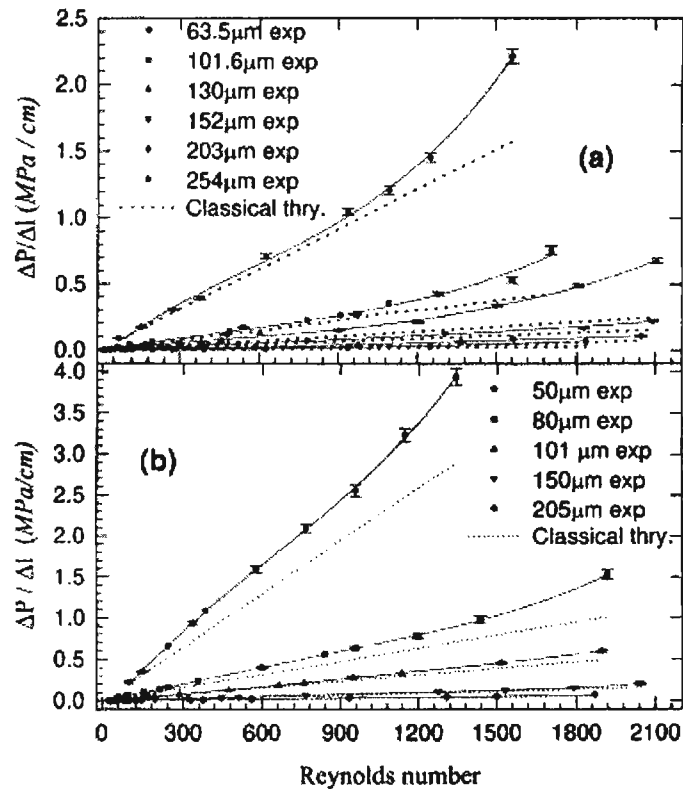 2.5
2.0
1.5
1.0
0.5
0.0
ΔP/Δl (MPa / cm)
63.5μm exp
101.6μm exp
130μm exp
152μm exp
203μm exp
254μm exp
Classical thry.
(a)
4.0
3.5
3.0
2.5
2.0
1.5
1.0
0.5
0.0
ΔP / Δl (MPa/cm)
(b)
50μm exp
80μm exp
101 μm exp
150μm exp
205μm exp
Classical thry.
0 300 600 900 1200 1500 1800 2100
Reynolds number